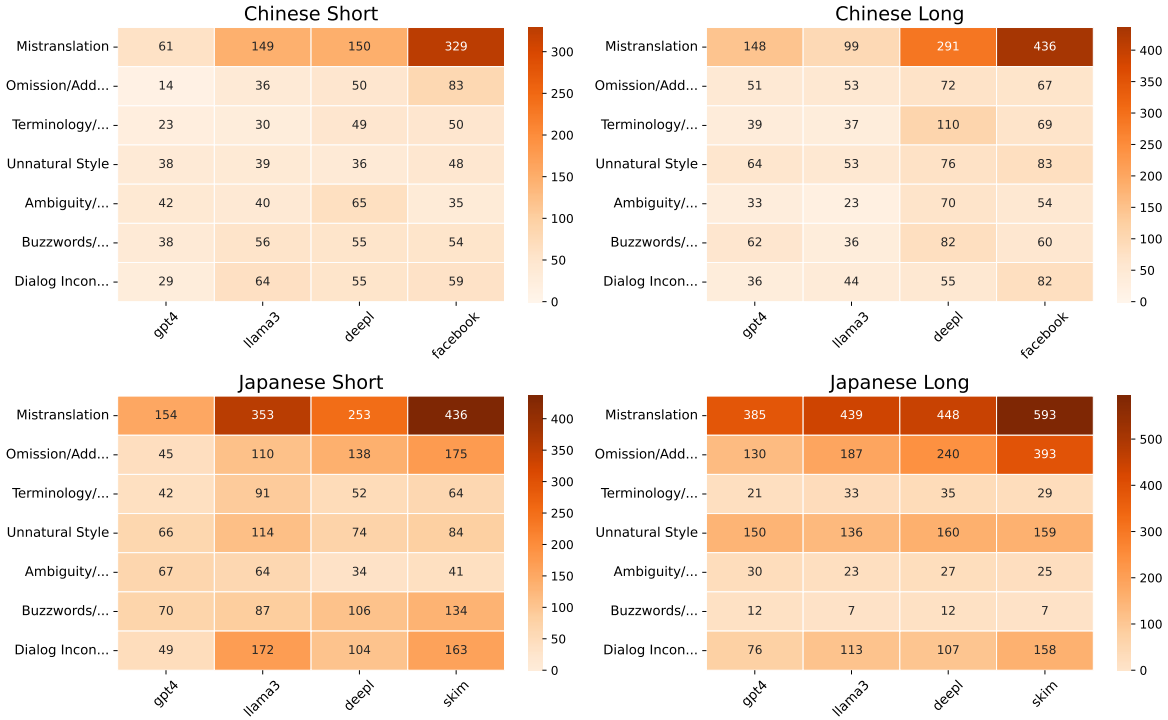 Chinese Short
Mistranslation 61 149 150 329
Omission/Add... 14 36 50 83
Terminology/... 23 30 49 50
Unnatural Style 38 39 36 48
Ambiguity/... 42 40 65 35
Buzzwords/... 38 56 55 54
Dialog Incon... 29 64 55 59
gpt4 llama3 deepl facebook
300
250
200
150
100
50
0
Chinese Long
Mistranslation 148 99 291 436
Omission/Add... 51 53 72 67
Terminology/... 39 37 110 69
Unnatural Style 64 53 76 83
Ambiguity/... 33 23 70 54
Buzzwords/... 62 36 82 60
Dialog Incon... 36 44 55 82
gpt4 llama3 deepl facebook
400
350
300
250
200
150
100
50
0
Japanese Short
Mistranslation 154 353 253 436
Omission/Add... 45 110 138 175
Terminology/... 42 91 52 64
Unnatural Style 66 114 74 84
Ambiguity/... 67 64 34 41
Buzzwords/... 70 87 106 134
Dialog Incon... 49 172 104 163
gpt4 llama3 deepl skim
400
350
300
250
200
150
100
50
0
Japanese Long
Mistranslation 385 439 448 593
Omission/Add... 130 187 240 393
Terminology/... 21 33 35 29
Unnatural Style 150 136 160 159
Ambiguity/... 30 23 27 25
Buzzwords/... 12 7 12 7
Dialog Incon... 76 113 107 158
gpt4 llama3 deepl skim
500
400
300
200
100
0